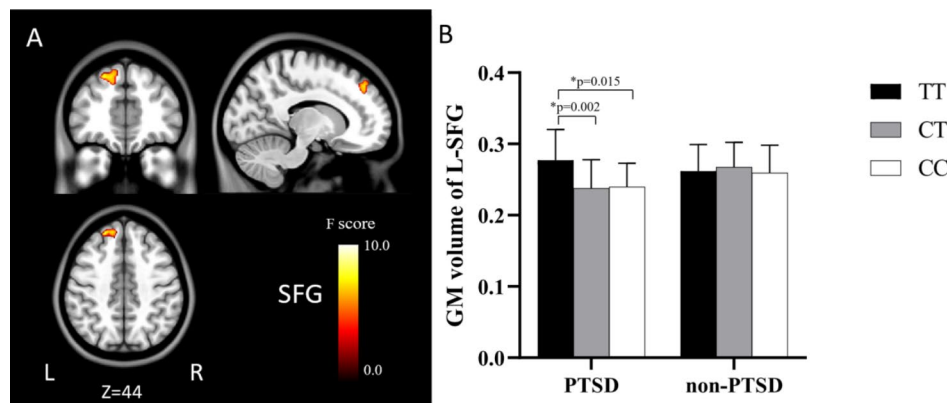 A
F score
10.0
SFG
0.0
L
R
Z=44
B
GM volume of L-SFG
0.4
0.3
0.2
0.1
0.0
*p=0.015
*p=0.002
PTSD
non-PTSD
TT
CT
CC